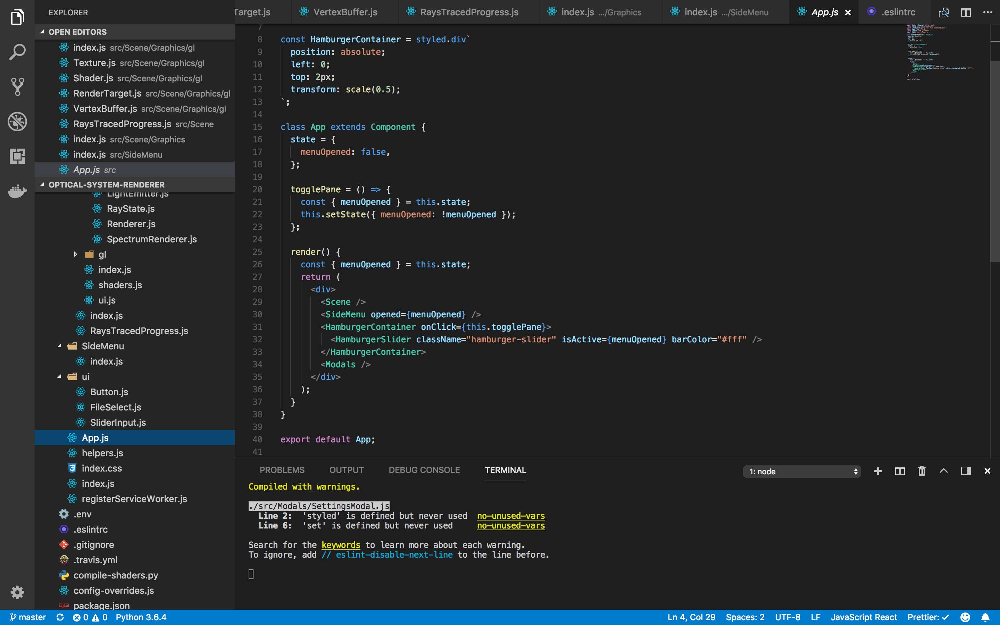 EXPLORER
OPEN EDITORS
index.js src/Scene/Graphics/gl
Texture.js src/Scene/Graphics/gl
Shader.js src/Scene/Graphics/gl
RenderTarget.js src/Scene/Graphics/gl
VertexBuffer.js src/Scene/Graphics/gl
RaysTracedProgress.js src/Scene
index.js src/Scene/Graphics
index.js src/SideMenu
App.js src
OPTICAL-SYSTEM-RENDERER
LightEmitter.js
RayState.js
Renderer.js
SpectrumRenderer.js
gl
index.js
shaders.js
ui.js
index.js
RaysTracedProgress.js
SideMenu
index.js
ui
Button.js
FileSelect.js
SliderInput.js
App.js
helpers.js
index.css
index.js
registerServiceWorker.js
.env
.eslintrc
.gitignore
.travis.yml
compile-shaders.py
config-overrides.js
package.json
Target.js VertexBuffer.js RaysTracedProgress.js index.js .../Graphics index.js .../SideMenu App.js .eslintrc
7
8 const HamburgerContainer = styled.div`
9 position: absolute;
10 left: 0;
11 top: 2px;
12 transform: scale(0.5);
13 `;
14
15 class App extends Component {
16 state = {
17 menuOpened: false,
18 };
19
20 togglePane = () => {
21 const { menuOpened } = this.state;
22 this.setState({ menuOpened: !menuOpened });
23 };
24
25 render() {
26 const { menuOpened } = this.state;
27 return (
28 <div>
29 <Scene />
30 <SideMenu opened={menuOpened} />
31 <HamburgerContainer onClick={this.togglePane}>
32 <HamburgerSlider className="hamburger-slider" isActive={menuOpened} barColor="#fff" />
33 </HamburgerContainer>
34 <Modals />
35 </div>
36 );
37 }
38 }
39
40 export default App;
41
PROBLEMS OUTPUT DEBUG CONSOLE TERMINAL 1: node
Compiled with warnings.
./src/Modals/SettingsModal.js
Line 2: 'styled' is defined but never used no-unused-vars
Line 6: 'set' is defined but never used no-unused-vars
Search for the keywords to learn more about each warning.
To ignore, add // eslint-disable-next-line to the line before.
master 0 0 Python 3.6.4 Ln 4, Col 29 Spaces: 2 UTF-8 LF JavaScript React Prettier: ✓